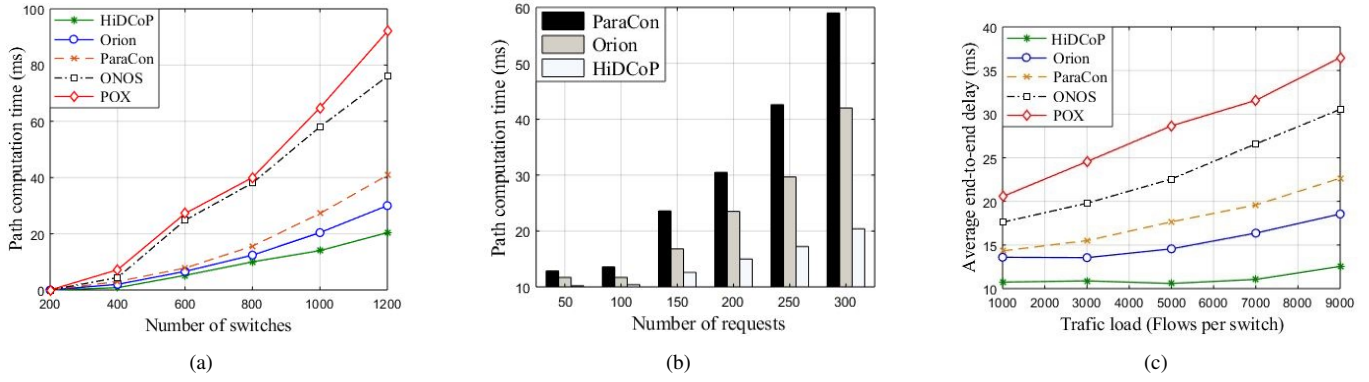 HiDCoP
Orion
ParaCon
ONOS
POX
100
80
60
40
20
0
200
400
600
800
1000
1200
Path computation time (ms)
Number of switches
(a)
ParaCon
Orion
HiDCoP
60
50
40
30
20
10
50
100
150
200
250
300
Path computation time (ms)
Number of requests
(b)
HiDCoP
Orion
ParaCon
ONOS
POX
40
35
30
25
20
15
10
1000
2000
3000
4000
5000
6000
7000
8000
9000
Average end-to-end delay (ms)
Trafic load (Flows per switch)
(c)